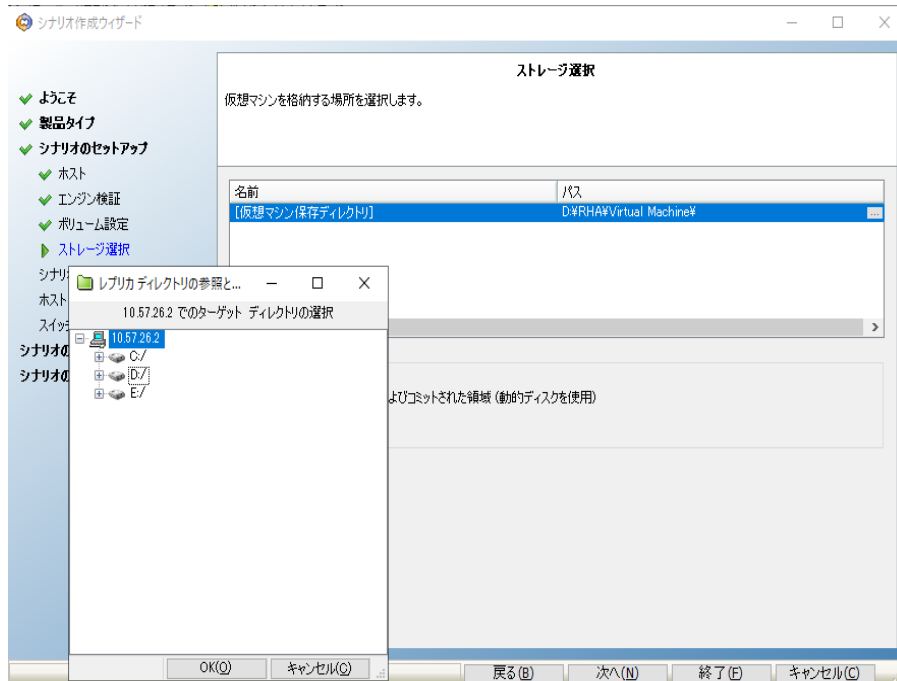 シナリオ作成ウィザード
ストレージ選択
仮想マシンを格納する場所を選択します。
ようこそ
製品タイプ
シナリオのセットアップ
ホスト
エンジン検証
ボリューム設定
ストレージ選択
シナリ
ホスト
スイッ
シナリオの
シナリオの
名前
パス
[仮想マシン保存ディレクトリ]
D:¥RHA¥Virtual Machine¥
...
レプリカ ディレクトリの参照と...
10.57.26.2 でのターゲット ディレクトリの選択
10.57.26.2
C:/
D:/
E:/
よびコミットされた領域 (動的ディスクを使用)
OK(O)
キャンセル(C)
戻る(B)
次へ(N)
終了(F)
キャンセル(C)